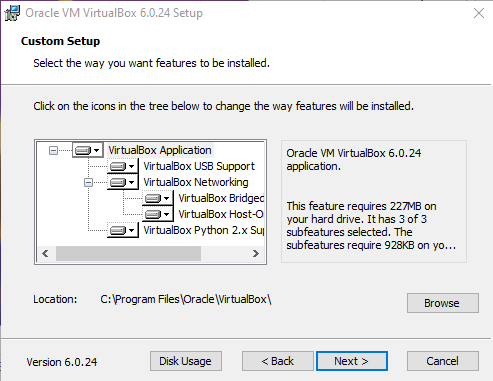 Oracle VM VirtualBox 6.0.24 Setup
Custom Setup
Select the way you want features to be installed.
Click on the icons in the tree below to change the way features will be installed.
VirtualBox Application
VirtualBox USB Support
VirtualBox Networking
VirtualBox Bridged
VirtualBox Host-O
VirtualBox Python 2.x Sup
Oracle VM VirtualBox 6.0.24
application.
This feature requires 227MB on
your hard drive. It has 3 of 3
subfeatures selected. The
subfeatures require 928KB on yo...
Location: C:\Program Files\Oracle\VirtualBox\
Browse
Version 6.0.24
Disk Usage
< Back
Next >
Cancel